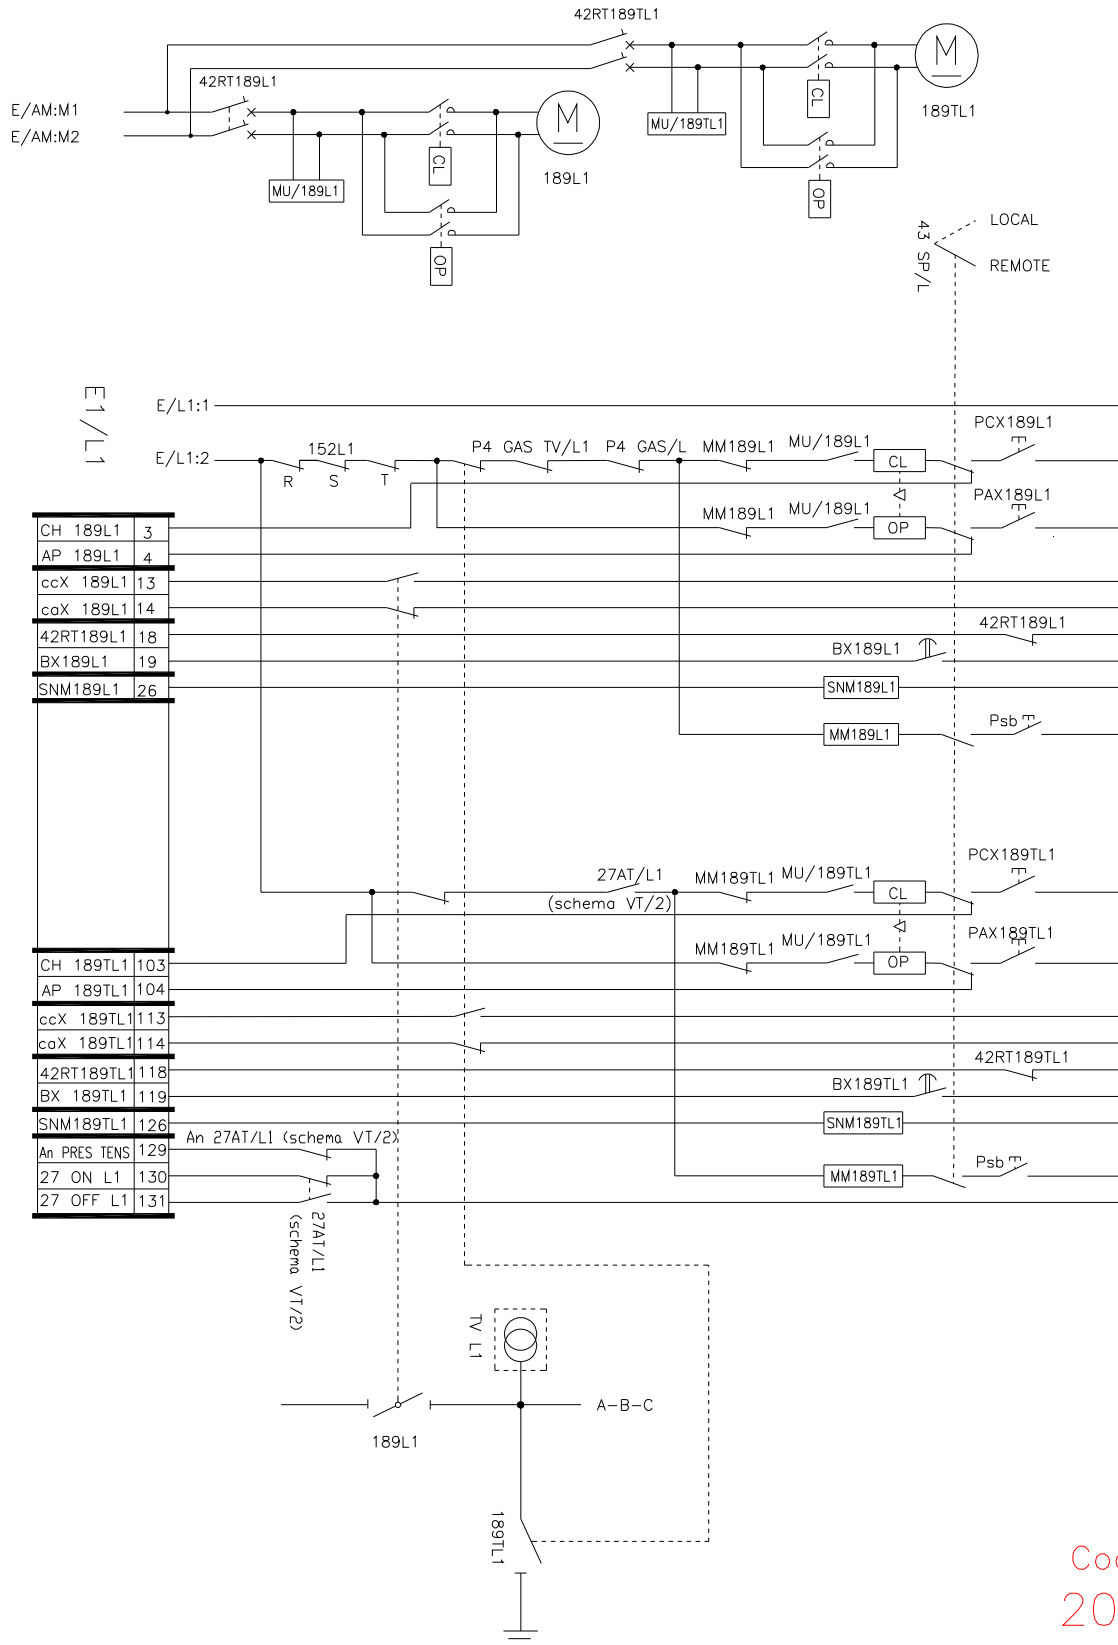 42RT189TL1
42RT189L1
E/AM:M1
E/AM:M2
M
M
CL
189TL1
MU/189TL1
CL
189L1
MU/189L1
OP
OP
43 SP/L
LOCAL
REMOTE
E1/L1
E/L1:1
E/L1:2
152L1
R S T
P4 GAS TV/L1
P4 GAS/L
MM189L1
MU/189L1
CL
PCX189L1
MM189L1
MU/189L1
OP
PAX189L1
CH 189L1 3
AP 189L1 4
ccX 189L1 13
caX 189L1 14
42RT189L1 18
42RT189L1
BX189L1 19
BX189L1
SNM189L1 26
SNM189L1
MM189L1
Psb
27AT/L1
(schema VT/2)
MM189TL1
MU/189TL1
CL
PCX189TL1
MM189TL1
MU/189TL1
OP
PAX189TL1
CH 189TL1 103
AP 189TL1 104
ccX 189TL1 113
caX 189TL1 114
42RT189TL1 118
42RT189TL1
BX 189TL1 119
BX189TL1
SNM189TL1 126
SNM189TL1
An 27AT/L1 (schema VT/2)
An PRES TENS 129
27 ON L1 130
27 OFF L1 131
MM189TL1
Psb
27AT/L1
(schema VT/2)
TV L1
A-B-C
189L1
189TL1
20